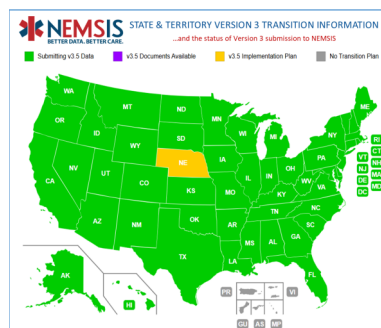 NEMSIS
BETTER DATA. BETTER CARE.
STATE & TERRITORY VERSION 3 TRANSITION INFORMATION
...and the status of Version 3 submission to NEMSIS
Submitting v3.5 Data
v3.5 Documents Available
v3.5 Implementation Plan
No Transition Plan
WA
MT
ND
MN
ME
OR
ID
WY
SD
WI
MI
NY
NV
UT
CO
NE
IA
IL
IN
OH
PA
CA
KS
MO
KY
WV
VA
AZ
NM
OK
AR
TN
NC
SC
TX
LA
MS
AL
GA
FL
RI
CT
VT
NH
NJ
MA
DE
MD
DC
AK
HI
PR
VI
GU
AS
MP